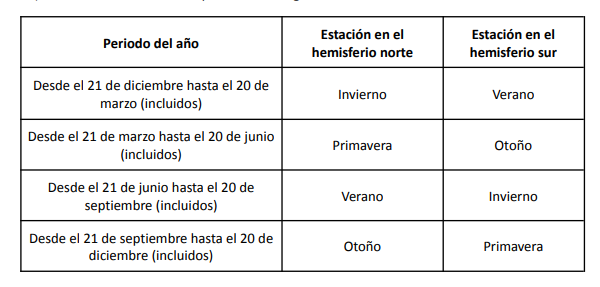 Periodo del año
Estación en el
hemisferio norte
Estación en el
hemisferio sur
Desde el 21 de diciembre hasta el 20 de
marzo (incluidos)
Invierno
Verano
Desde el 21 de marzo hasta el 20 de junio
(incluidos)
Primavera
Otoño
Desde el 21 de junio hasta el 20 de
septiembre (incluidos)
Verano
Invierno
Desde el 21 de septiembre hasta el 20 de
diciembre (incluidos)
Otoño
Primavera